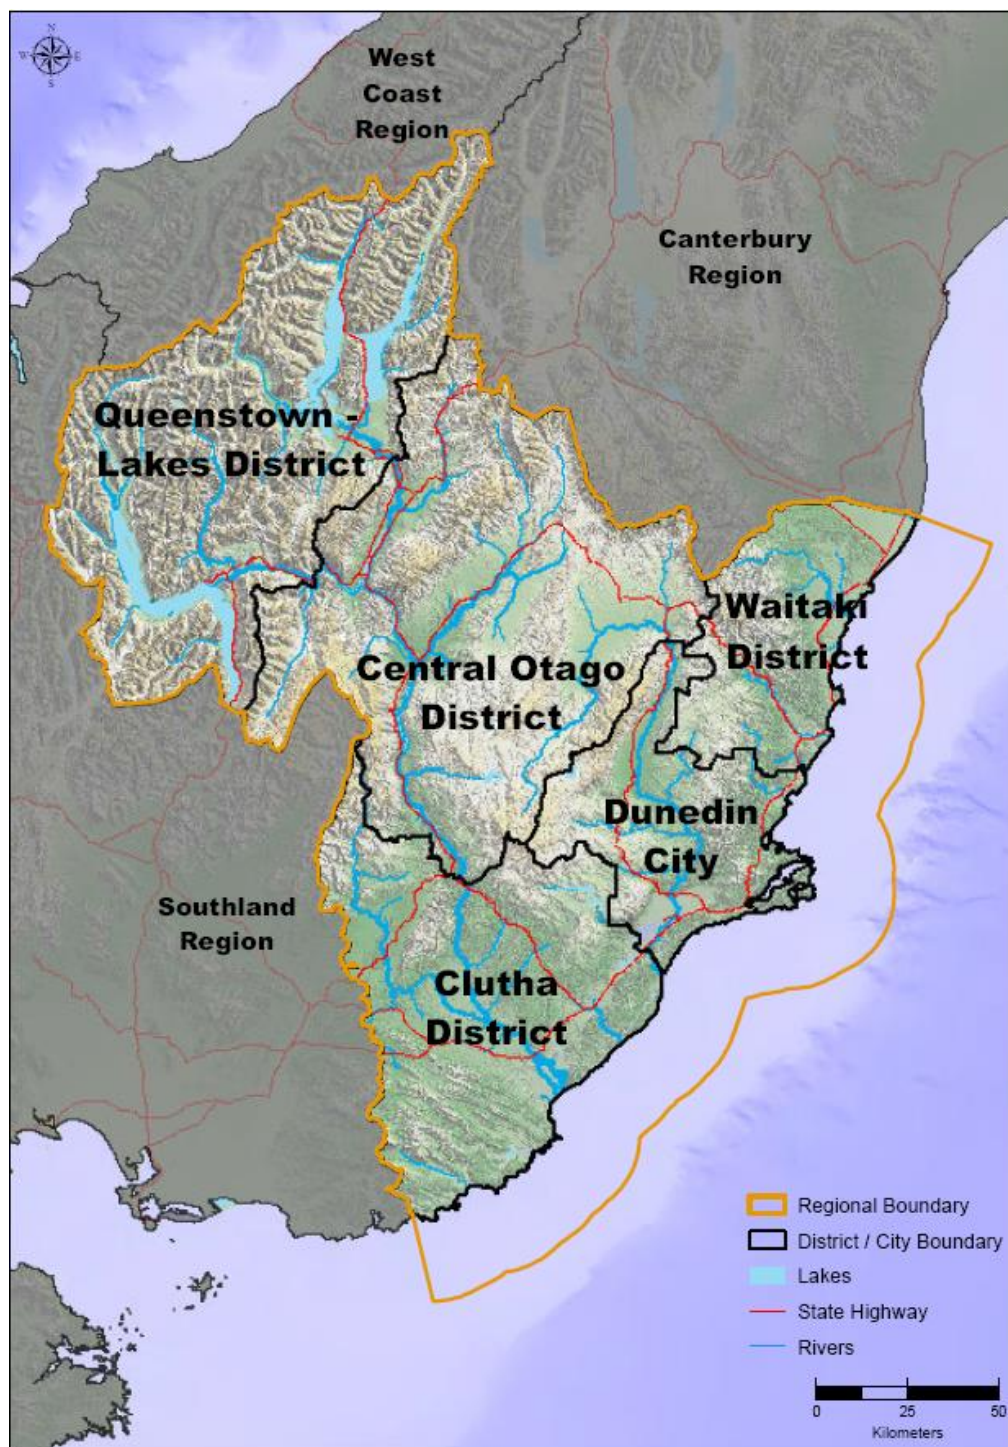 N
W E
S
West
Coast
Region
Canterbury
Region
Queenstown -
Lakes District
Waitaki
District
Central Otago
District
Dunedin
City
Southland
Region
Clutha
District
Regional Boundary
District / City Boundary
Lakes
State Highway
Rivers
0 25 50
Kilometers